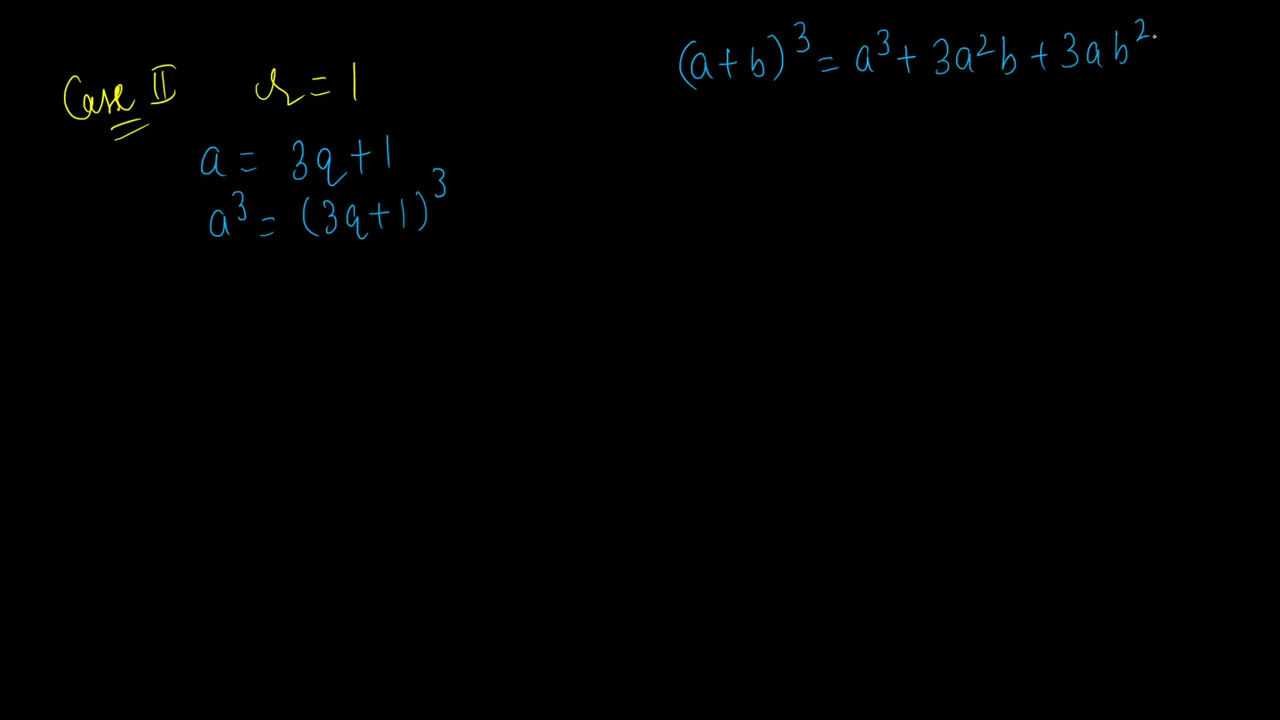 (a+b)³ = a³ + 3a²b + 3ab²
Case II r = 1
a = 3q + 1
a³ = (3q + 1)³